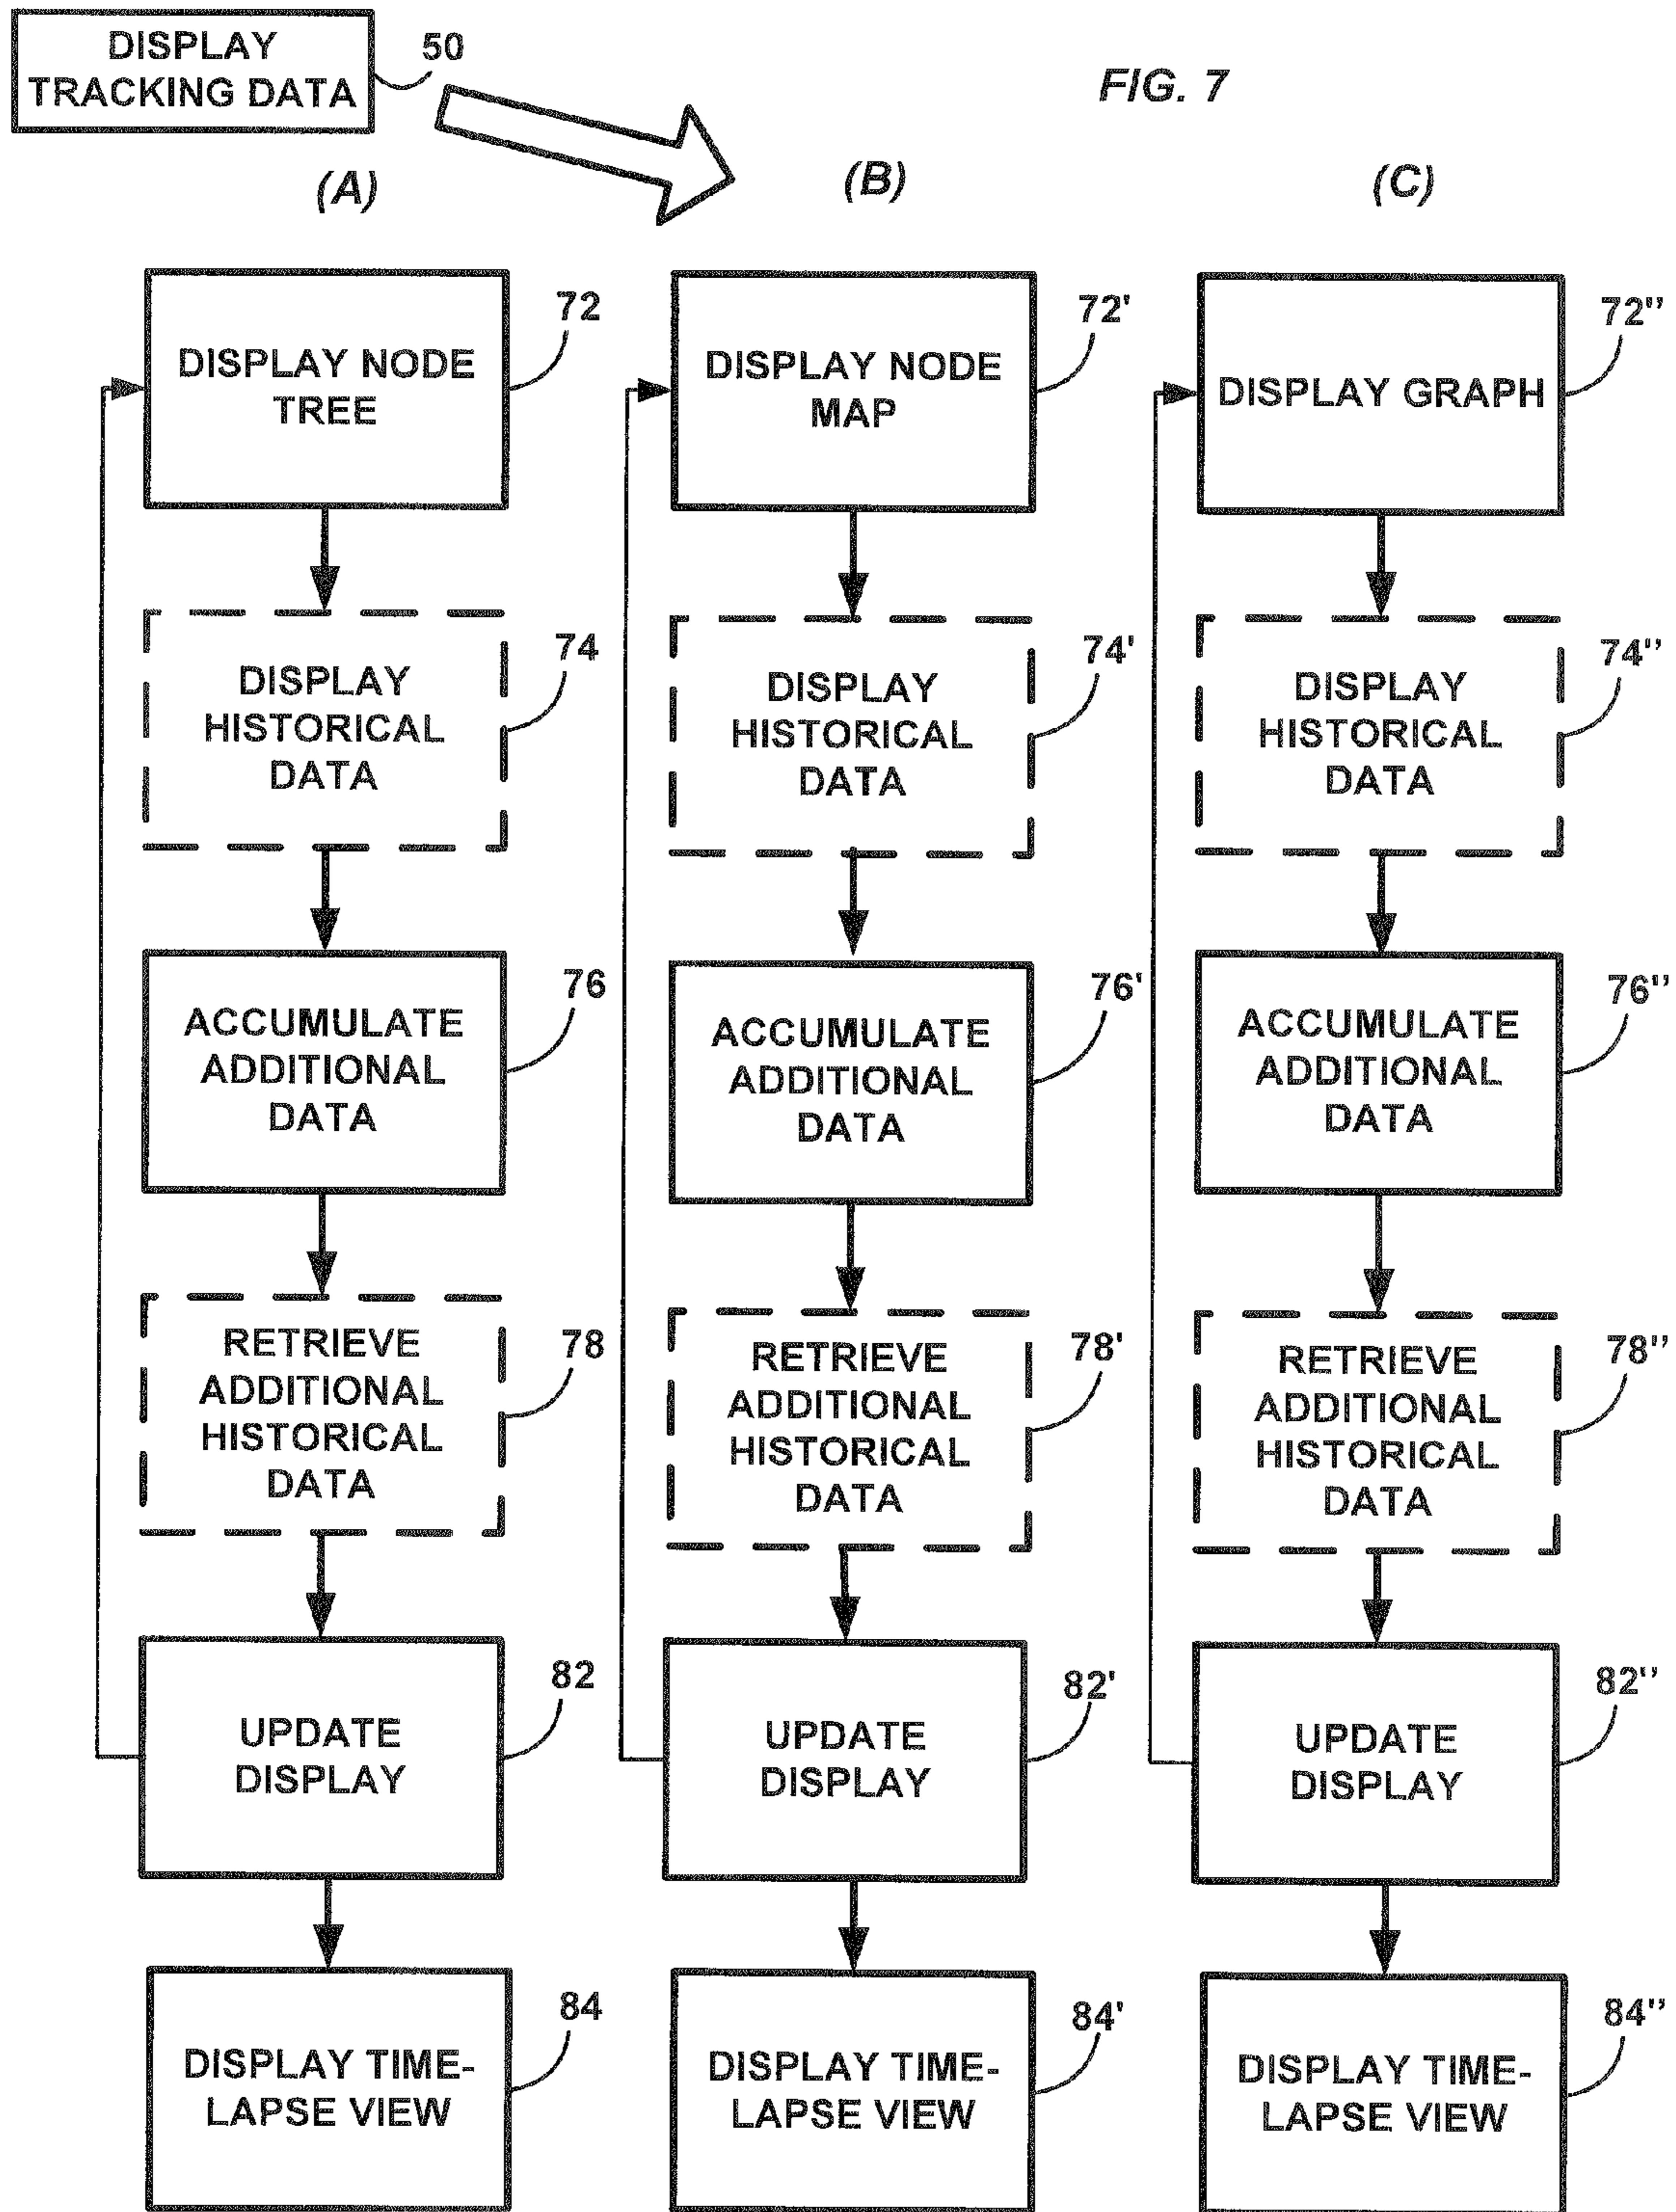 DISPLAY
TRACKING DATA
50
FIG. 7
(A)
(B)
(C)
DISPLAY NODE
TREE
72
DISPLAY
HISTORICAL
DATA
74
ACCUMULATE
ADDITIONAL
DATA
76
RETRIEVE
ADDITIONAL
HISTORICAL
DATA
78
UPDATE
DISPLAY
82
DISPLAY TIME-
LAPSE VIEW
84
DISPLAY NODE
MAP
72'
DISPLAY
HISTORICAL
DATA
74'
ACCUMULATE
ADDITIONAL
DATA
76'
RETRIEVE
ADDITIONAL
HISTORICAL
DATA
78'
UPDATE
DISPLAY
82'
DISPLAY TIME-
LAPSE VIEW
84'
DISPLAY GRAPH
72''
DISPLAY
HISTORICAL
DATA
74''
ACCUMULATE
ADDITIONAL
DATA
76''
RETRIEVE
ADDITIONAL
HISTORICAL
DATA
78''
UPDATE
DISPLAY
82''
DISPLAY TIME-
LAPSE VIEW
84''